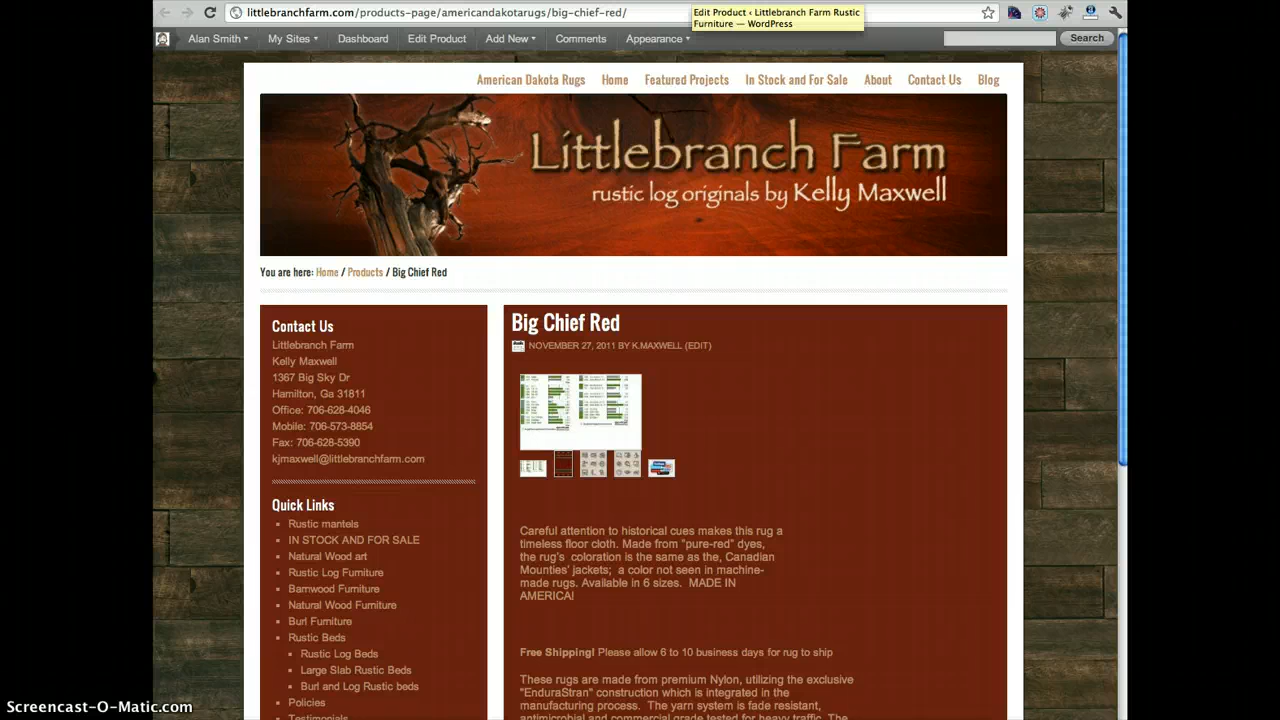 littlebranchfarm.com/products-page/americandakotarugs/big-chief-red/
Edit Product ‹ Littlebranch Farm Rustic
Furniture — WordPress
Alan Smith My Sites Dashboard Edit Product Add New Comments Appearance Search
American Dakota Rugs Home Featured Projects In Stock and For Sale About Contact Us Blog
Littlebranch Farm
rustic log originals by Kelly Maxwell
You are here: Home / Products / Big Chief Red
Contact Us
Littlebranch Farm
Kelly Maxwell
1367 Big Sky Dr
Hamilton, Ga 31811
Office: 706-628-4046
Mobile: 706-573-8854
Fax: 706-628-5390
kjmaxwell@littlebranchfarm.com
Quick Links
Rustic mantels
IN STOCK AND FOR SALE
Natural Wood art
Rustic Log Furniture
Barnwood Furniture
Natural Wood Furniture
Burl Furniture
Rustic Beds
Rustic Log Beds
Large Slab Rustic Beds
Burl and Log Rustic beds
Policies
Testimonials
Big Chief Red
NOVEMBER 27, 2011 BY K.MAXWELL (EDIT)
Careful attention to historical cues makes this rug a
timeless floor cloth. Made from "pure-red" dyes,
the rug's coloration is the same as the, Canadian
Mounties' jackets; a color not seen in machine-
made rugs. Available in 6 sizes. MADE IN
AMERICA!
Free Shipping! Please allow 6 to 10 business days for rug to ship
These rugs are made from premium Nylon, utilizing the exclusive
"EnduraStran" construction which is integrated in the
manufacturing process. The yarn system is fade resistant,
antimicrobial and commercial grade tested for heavy traffic. The
Screencast-O-Matic.com